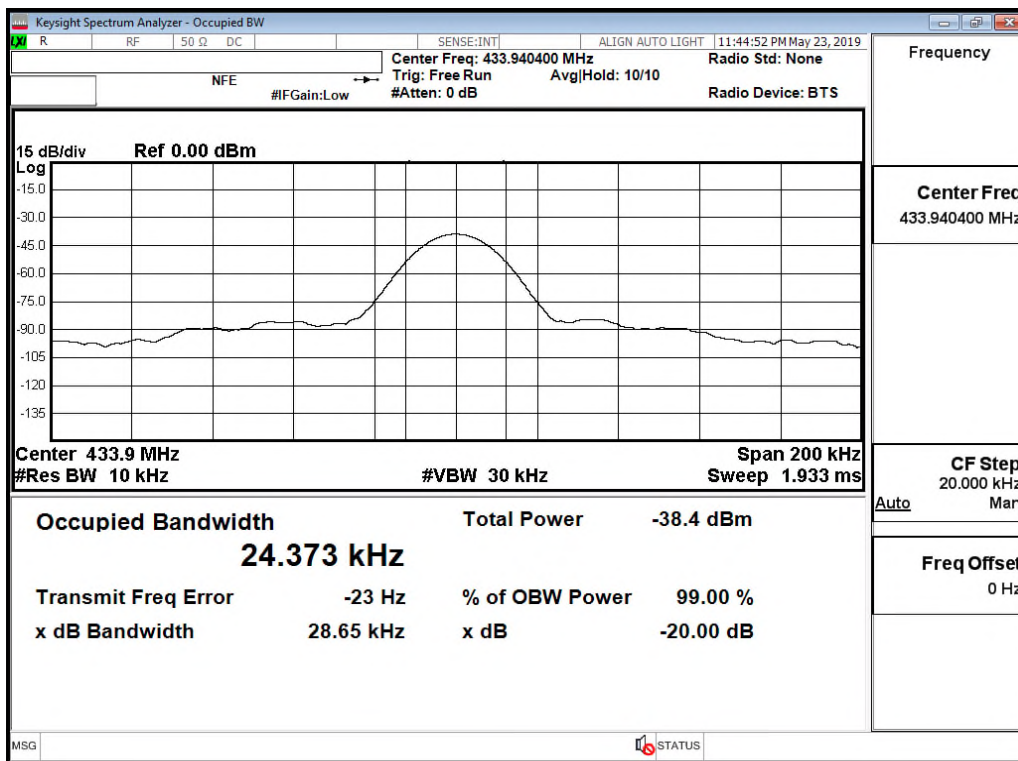 Keysight Spectrum Analyzer - Occupied BW
LXI R RF 50 Ω DC SENSE:INT ALIGN AUTO LIGHT 11:44:52 PM May 23, 2019
Frequency
Center Freq: 433.940400 MHz Radio Std: None
NFE Trig: Free Run Avg|Hold: 10/10
#IFGain:Low #Atten: 0 dB Radio Device: BTS
15 dB/div Ref 0.00 dBm
Log
-15.0
-30.0
-45.0
-60.0
-75.0
-90.0
-105
-120
-135
Center Freq
433.940400 MHz
Center 433.9 MHz Span 200 kHz
#Res BW 10 kHz #VBW 30 kHz Sweep 1.933 ms
CF Step
20.000 kHz
Auto Man
Occupied Bandwidth Total Power -38.4 dBm
24.373 kHz
Transmit Freq Error -23 Hz % of OBW Power 99.00 %
x dB Bandwidth 28.65 kHz x dB -20.00 dB
Freq Offset
0 Hz
MSG STATUS